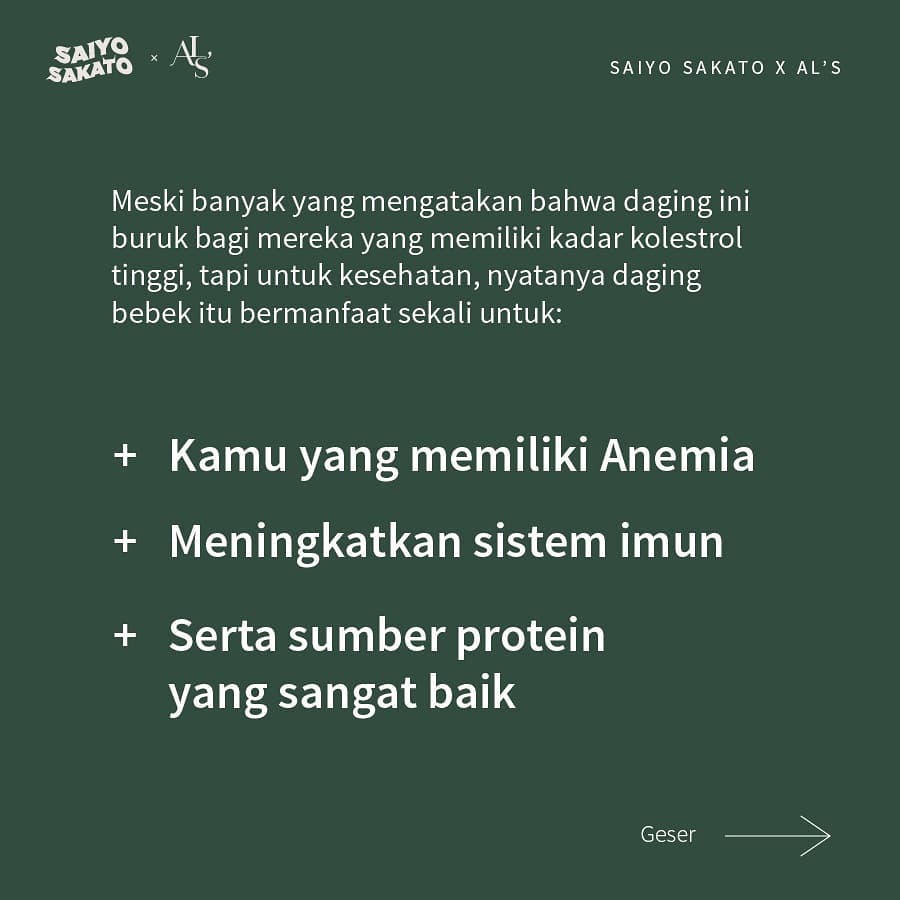 SAIYO
SAKATO
× AL'S
SAIYO SAKATO X AL’S
Meski banyak yang mengatakan bahwa daging ini
buruk bagi mereka yang memiliki kadar kolestrol
tinggi, tapi untuk kesehatan, nyatanya daging
bebek itu bermanfaat sekali untuk:
+ Kamu yang memiliki Anemia
+ Meningkatkan sistem imun
+ Serta sumber protein
yang sangat baik
Geser